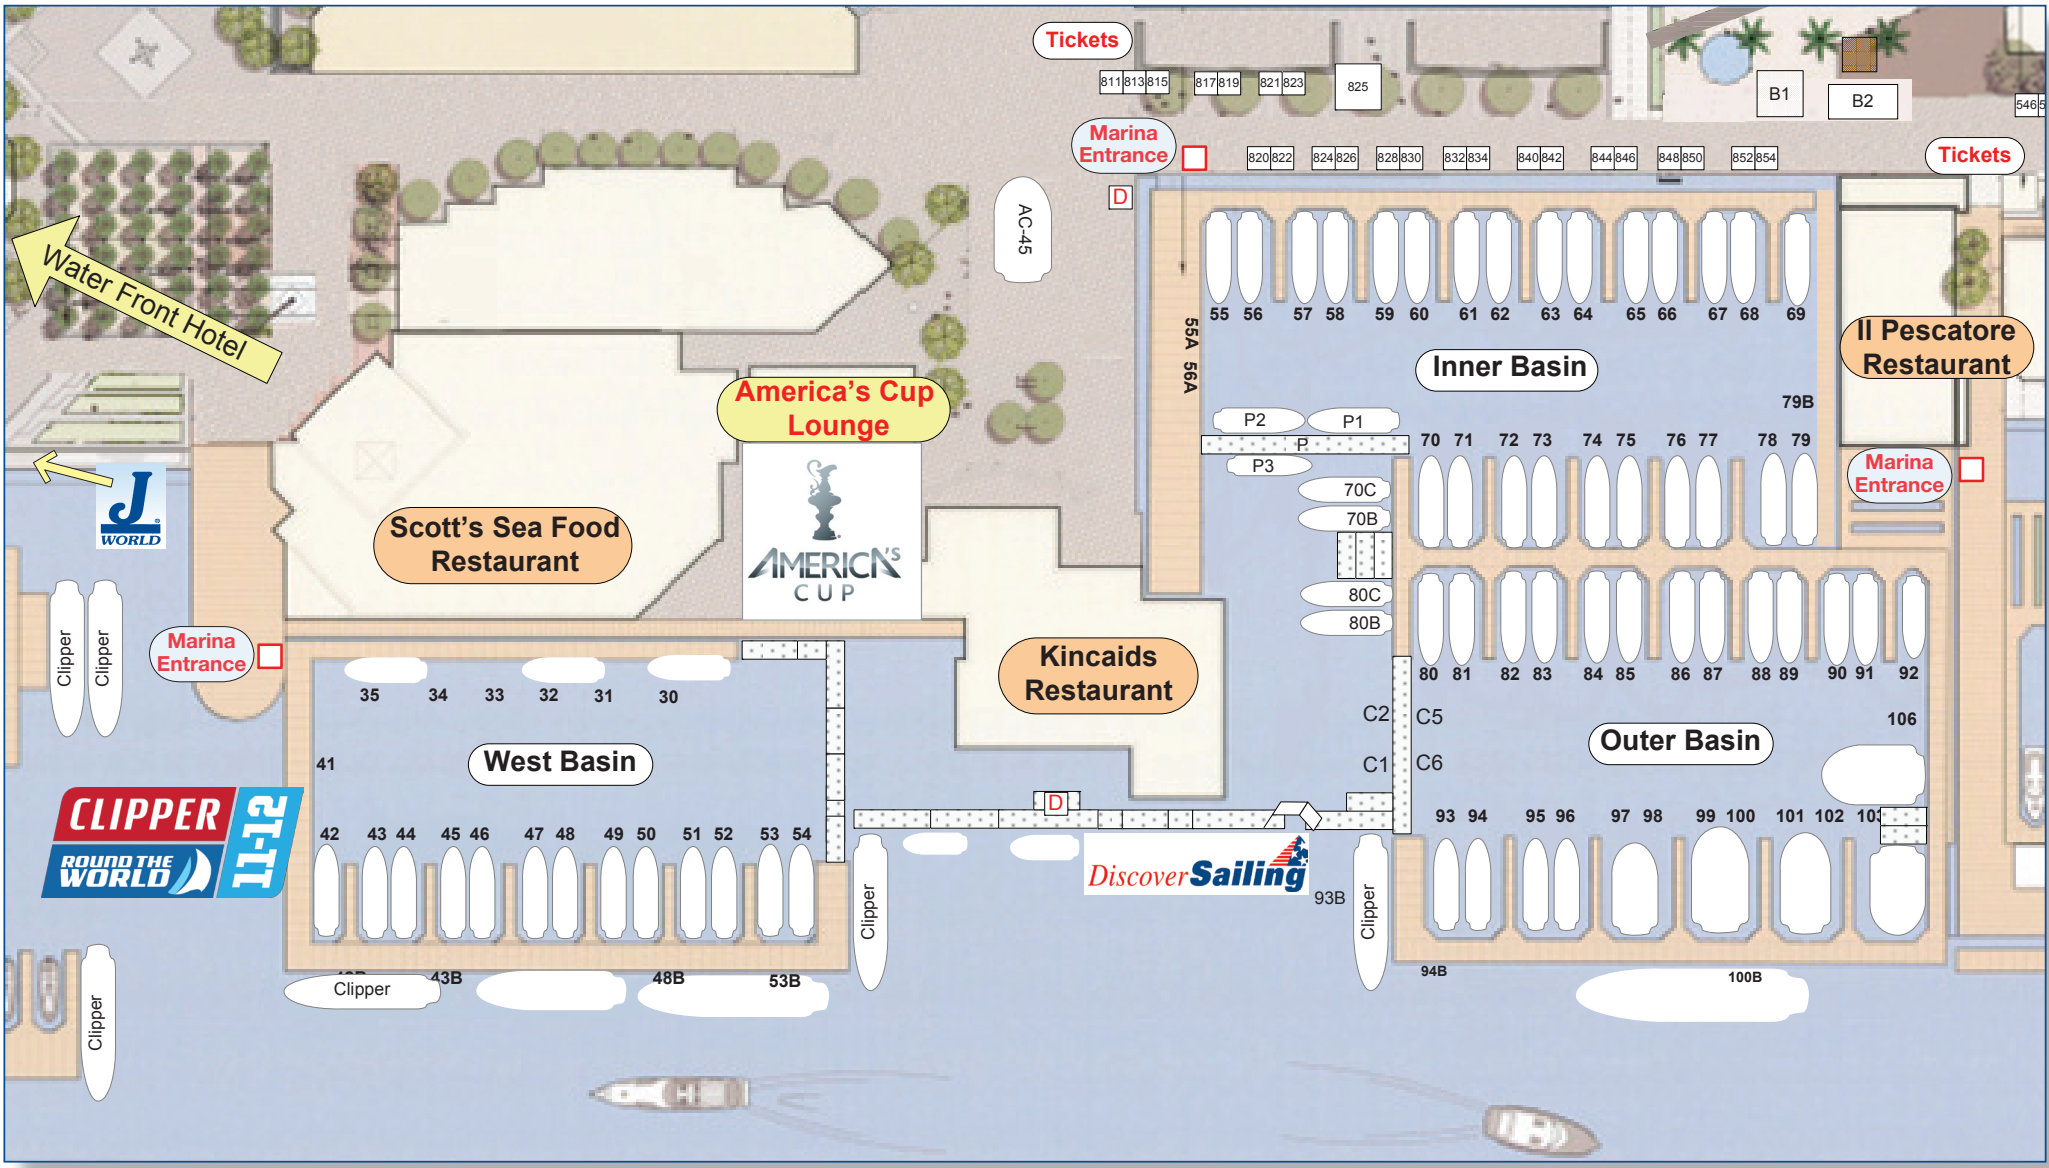 Tickets
811 813 815
817 819
821 823
825
B1
B2
546
Marina
Entrance
820 822
824 826
828 830
832 834
840 842
844 846
848 850
852 854
Tickets
D
AC-45
Water Front Hotel
55 56 57 58 59 60 61 62 63 64 65 66 67 68 69
55A
56A
Inner Basin
Il Pescatore
Restaurant
79B
America's Cup
Lounge
P2
P1
P
P3
70 71 72 73 74 75 76 77 78 79
Marina
Entrance
70C
70B
J
WORLD
Scott's Sea Food
Restaurant
AMERICA'S
CUP
80C
80B
Clipper
Clipper
Marina
Entrance
Kincaids
Restaurant
35 34 33 32 31 30
80 81 82 83 84 85 86 87 88 89 90 91 92
C2
C5
106
41
West Basin
Outer Basin
C1
C6
CLIPPER
ROUND THE
WORLD
11-12
D
42 43 44 45 46 47 48 49 50 51 52 53 54
93 94 95 96 97 98 99 100 101 102
Discover Sailing
93B
Clipper
Clipper
Clipper
43B
48B
53B
94B
100B
Clipper